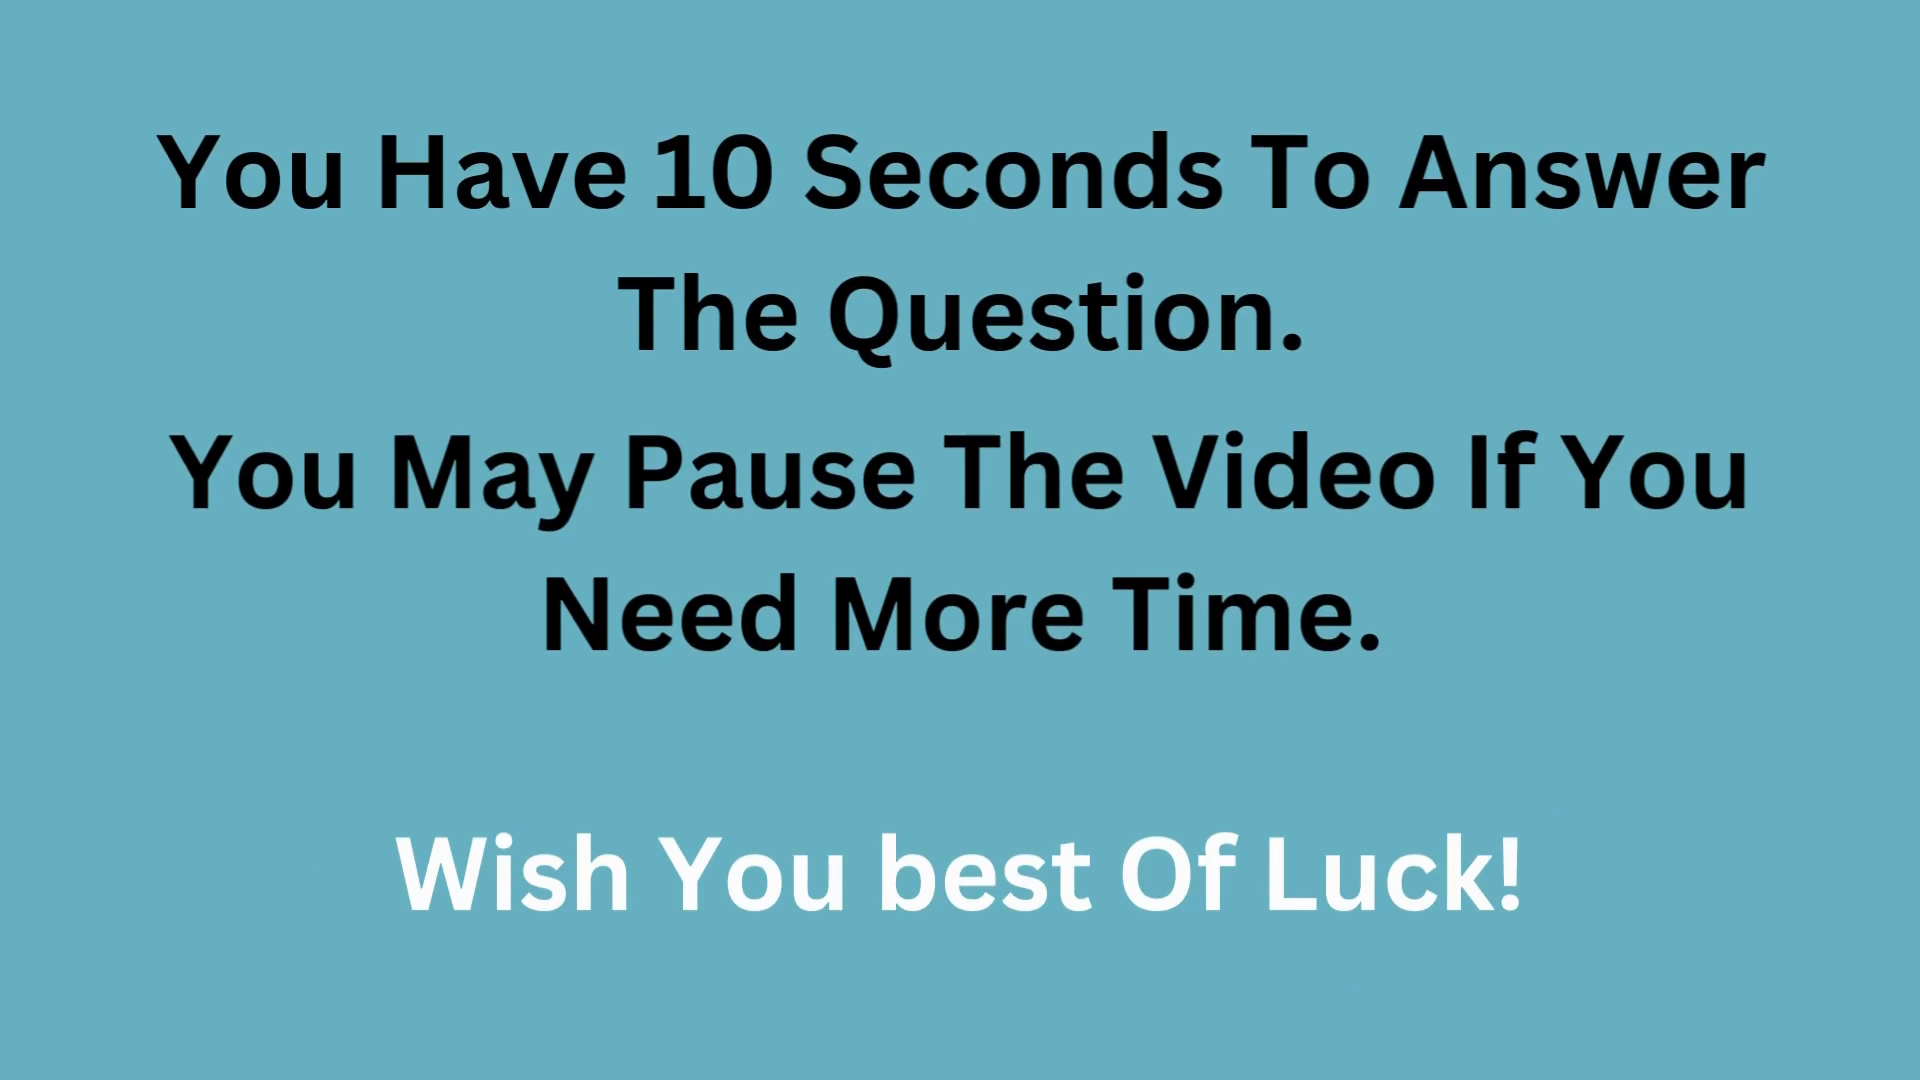 You Have 10 Seconds To Answer
The Question.
You May Pause The Video If You
Need More Time.
Wish You best Of Luck!